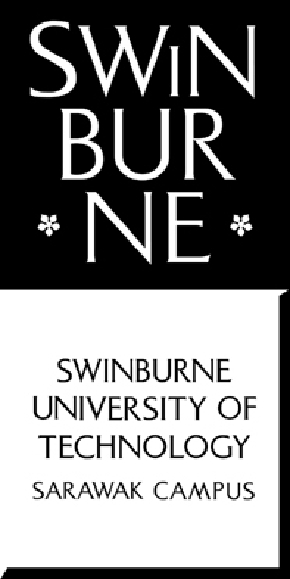 SWiN
BUR
NE
SWINBURNE
UNIVERSITY OF
TECHNOLOGY
SARAWAK CAMPUS